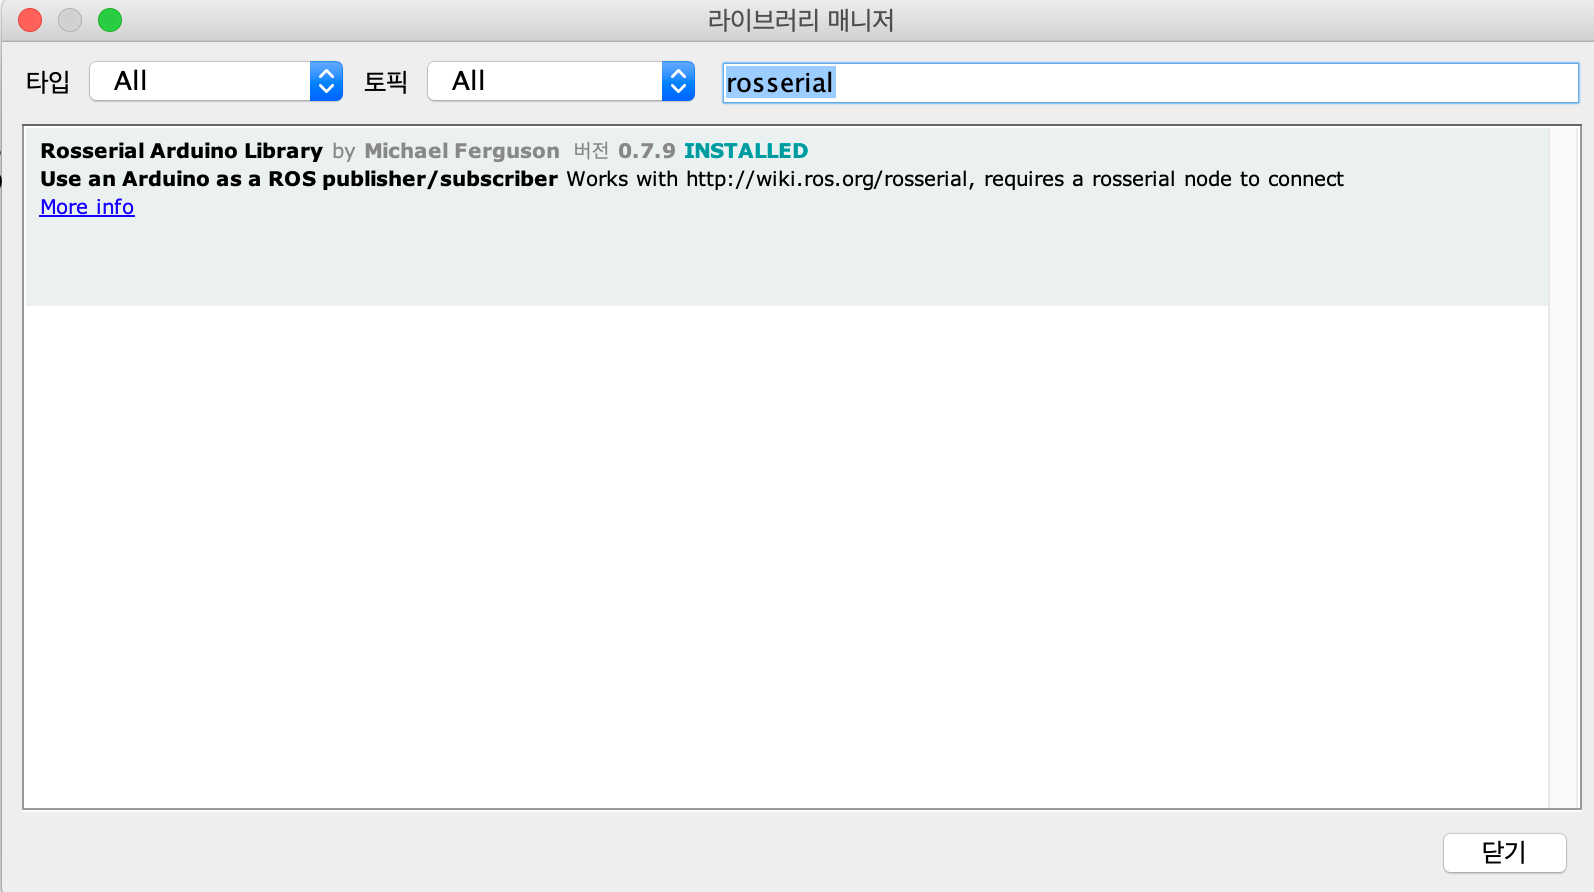 라이브러리 매니저
타입 All 토픽 All rosserial
Rosserial Arduino Library by Michael Ferguson 버전 0.7.9 INSTALLED
Use an Arduino as a ROS publisher/subscriber Works with http://wiki.ros.org/rosserial, requires a rosserial node to connect
More info
닫기